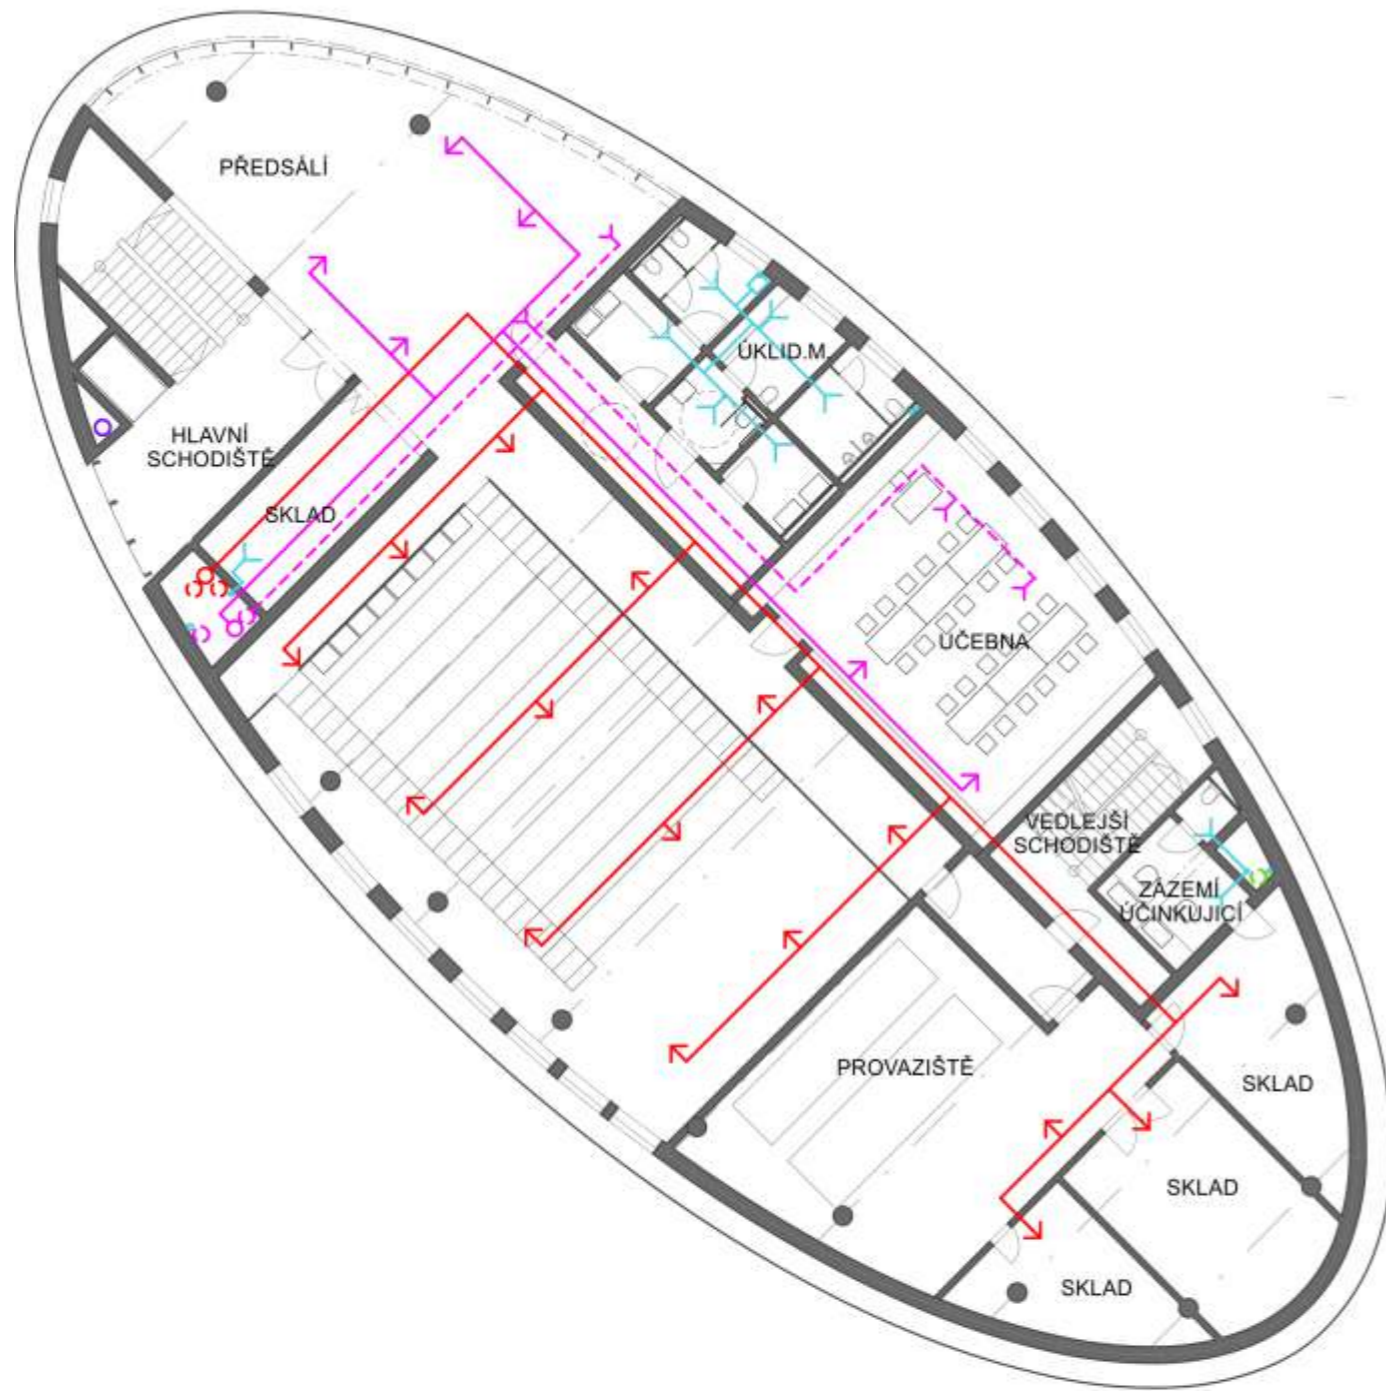 PŘEDSÁLÍ
ÚKLID.M.
HLAVNÍ
SCHODIŠTĚ
SKLAD
UČEBNA
VEDLEJŠÍ
SCHODIŠTĚ
ZÁZEMÍ
ÚČINKUJÍCÍ
PROVAZIŠTĚ
SKLAD
SKLAD
SKLAD